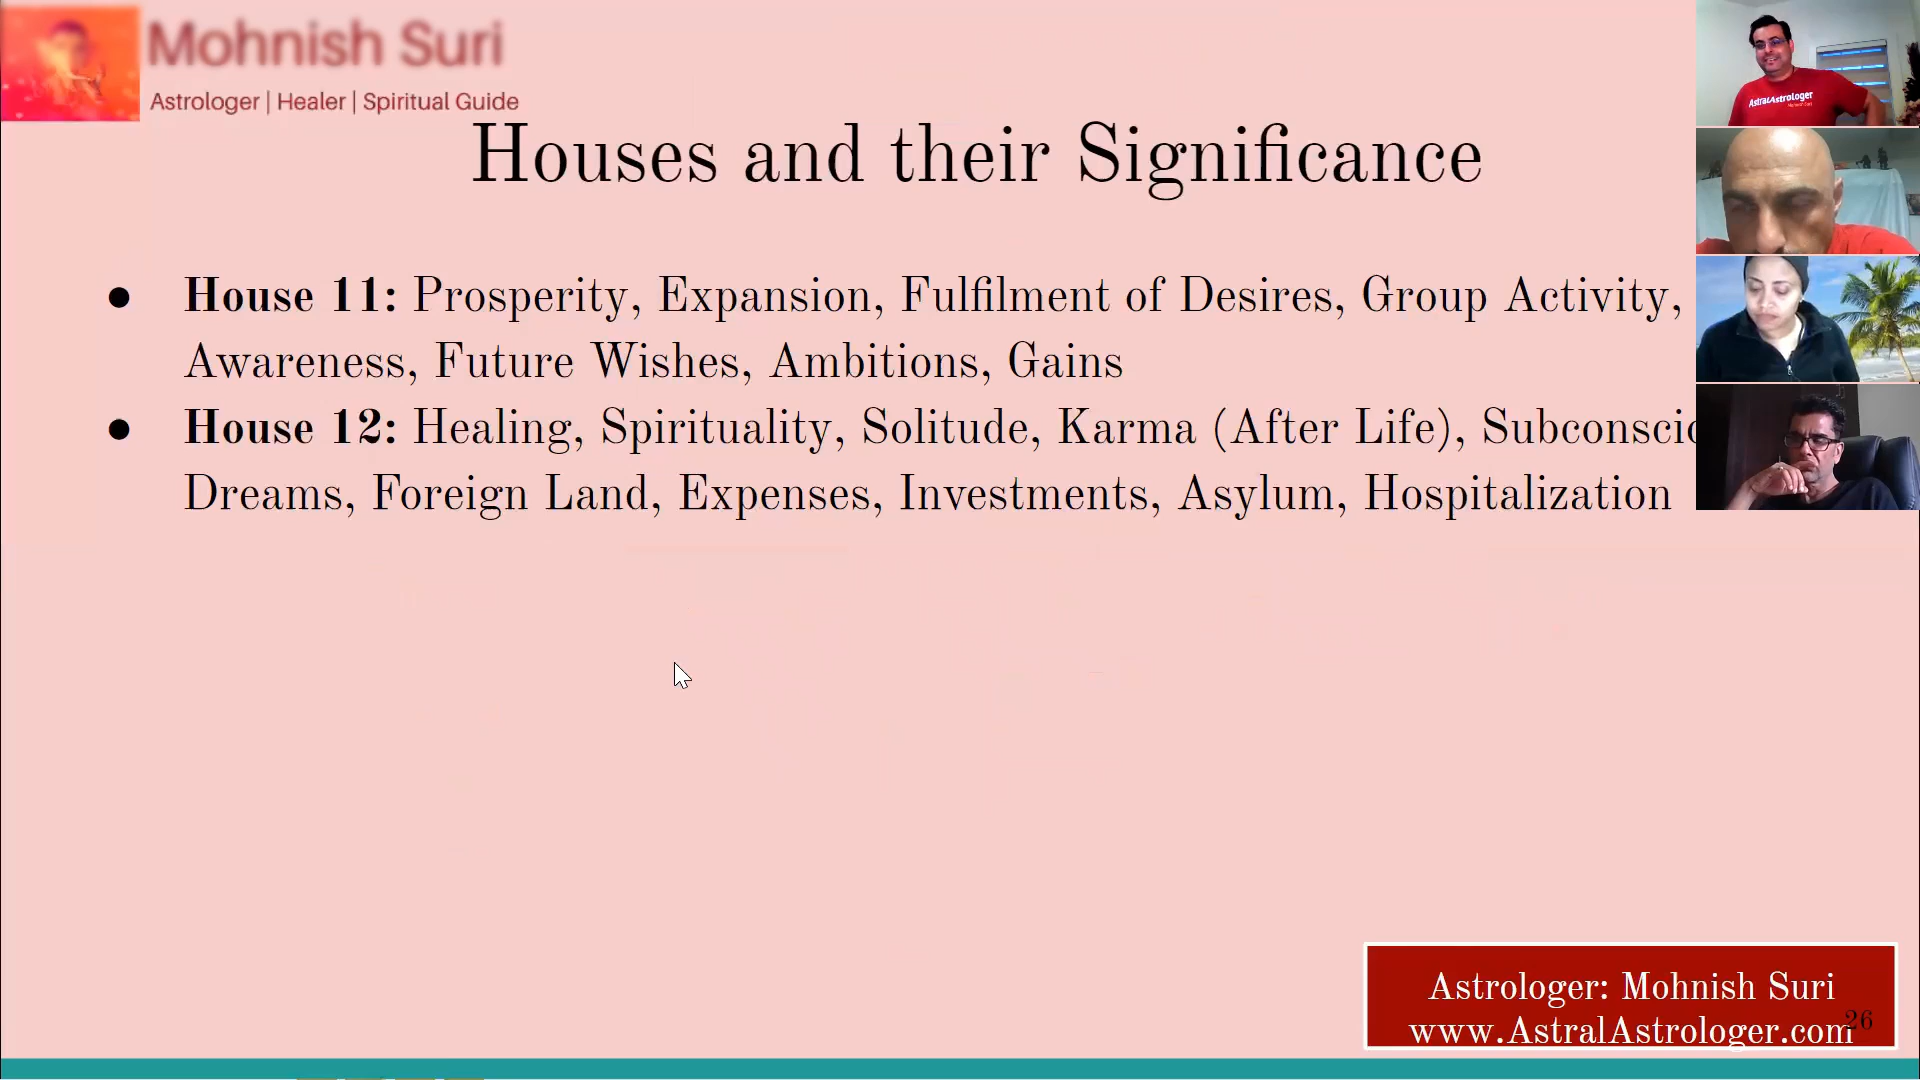 Mohnish Suri
Astrologer | Healer | Spiritual Guide
Houses and their Significance
● House 11: Prosperity, Expansion, Fulfilment of Desires, Group Activity,
Awareness, Future Wishes, Ambitions, Gains
● House 12: Healing, Spirituality, Solitude, Karma (After Life), Subconscio
Dreams, Foreign Land, Expenses, Investments, Asylum, Hospitalization
AstralAstrologer
Astrologer: Mohnish Suri
www.AstralAstrologer.com
26